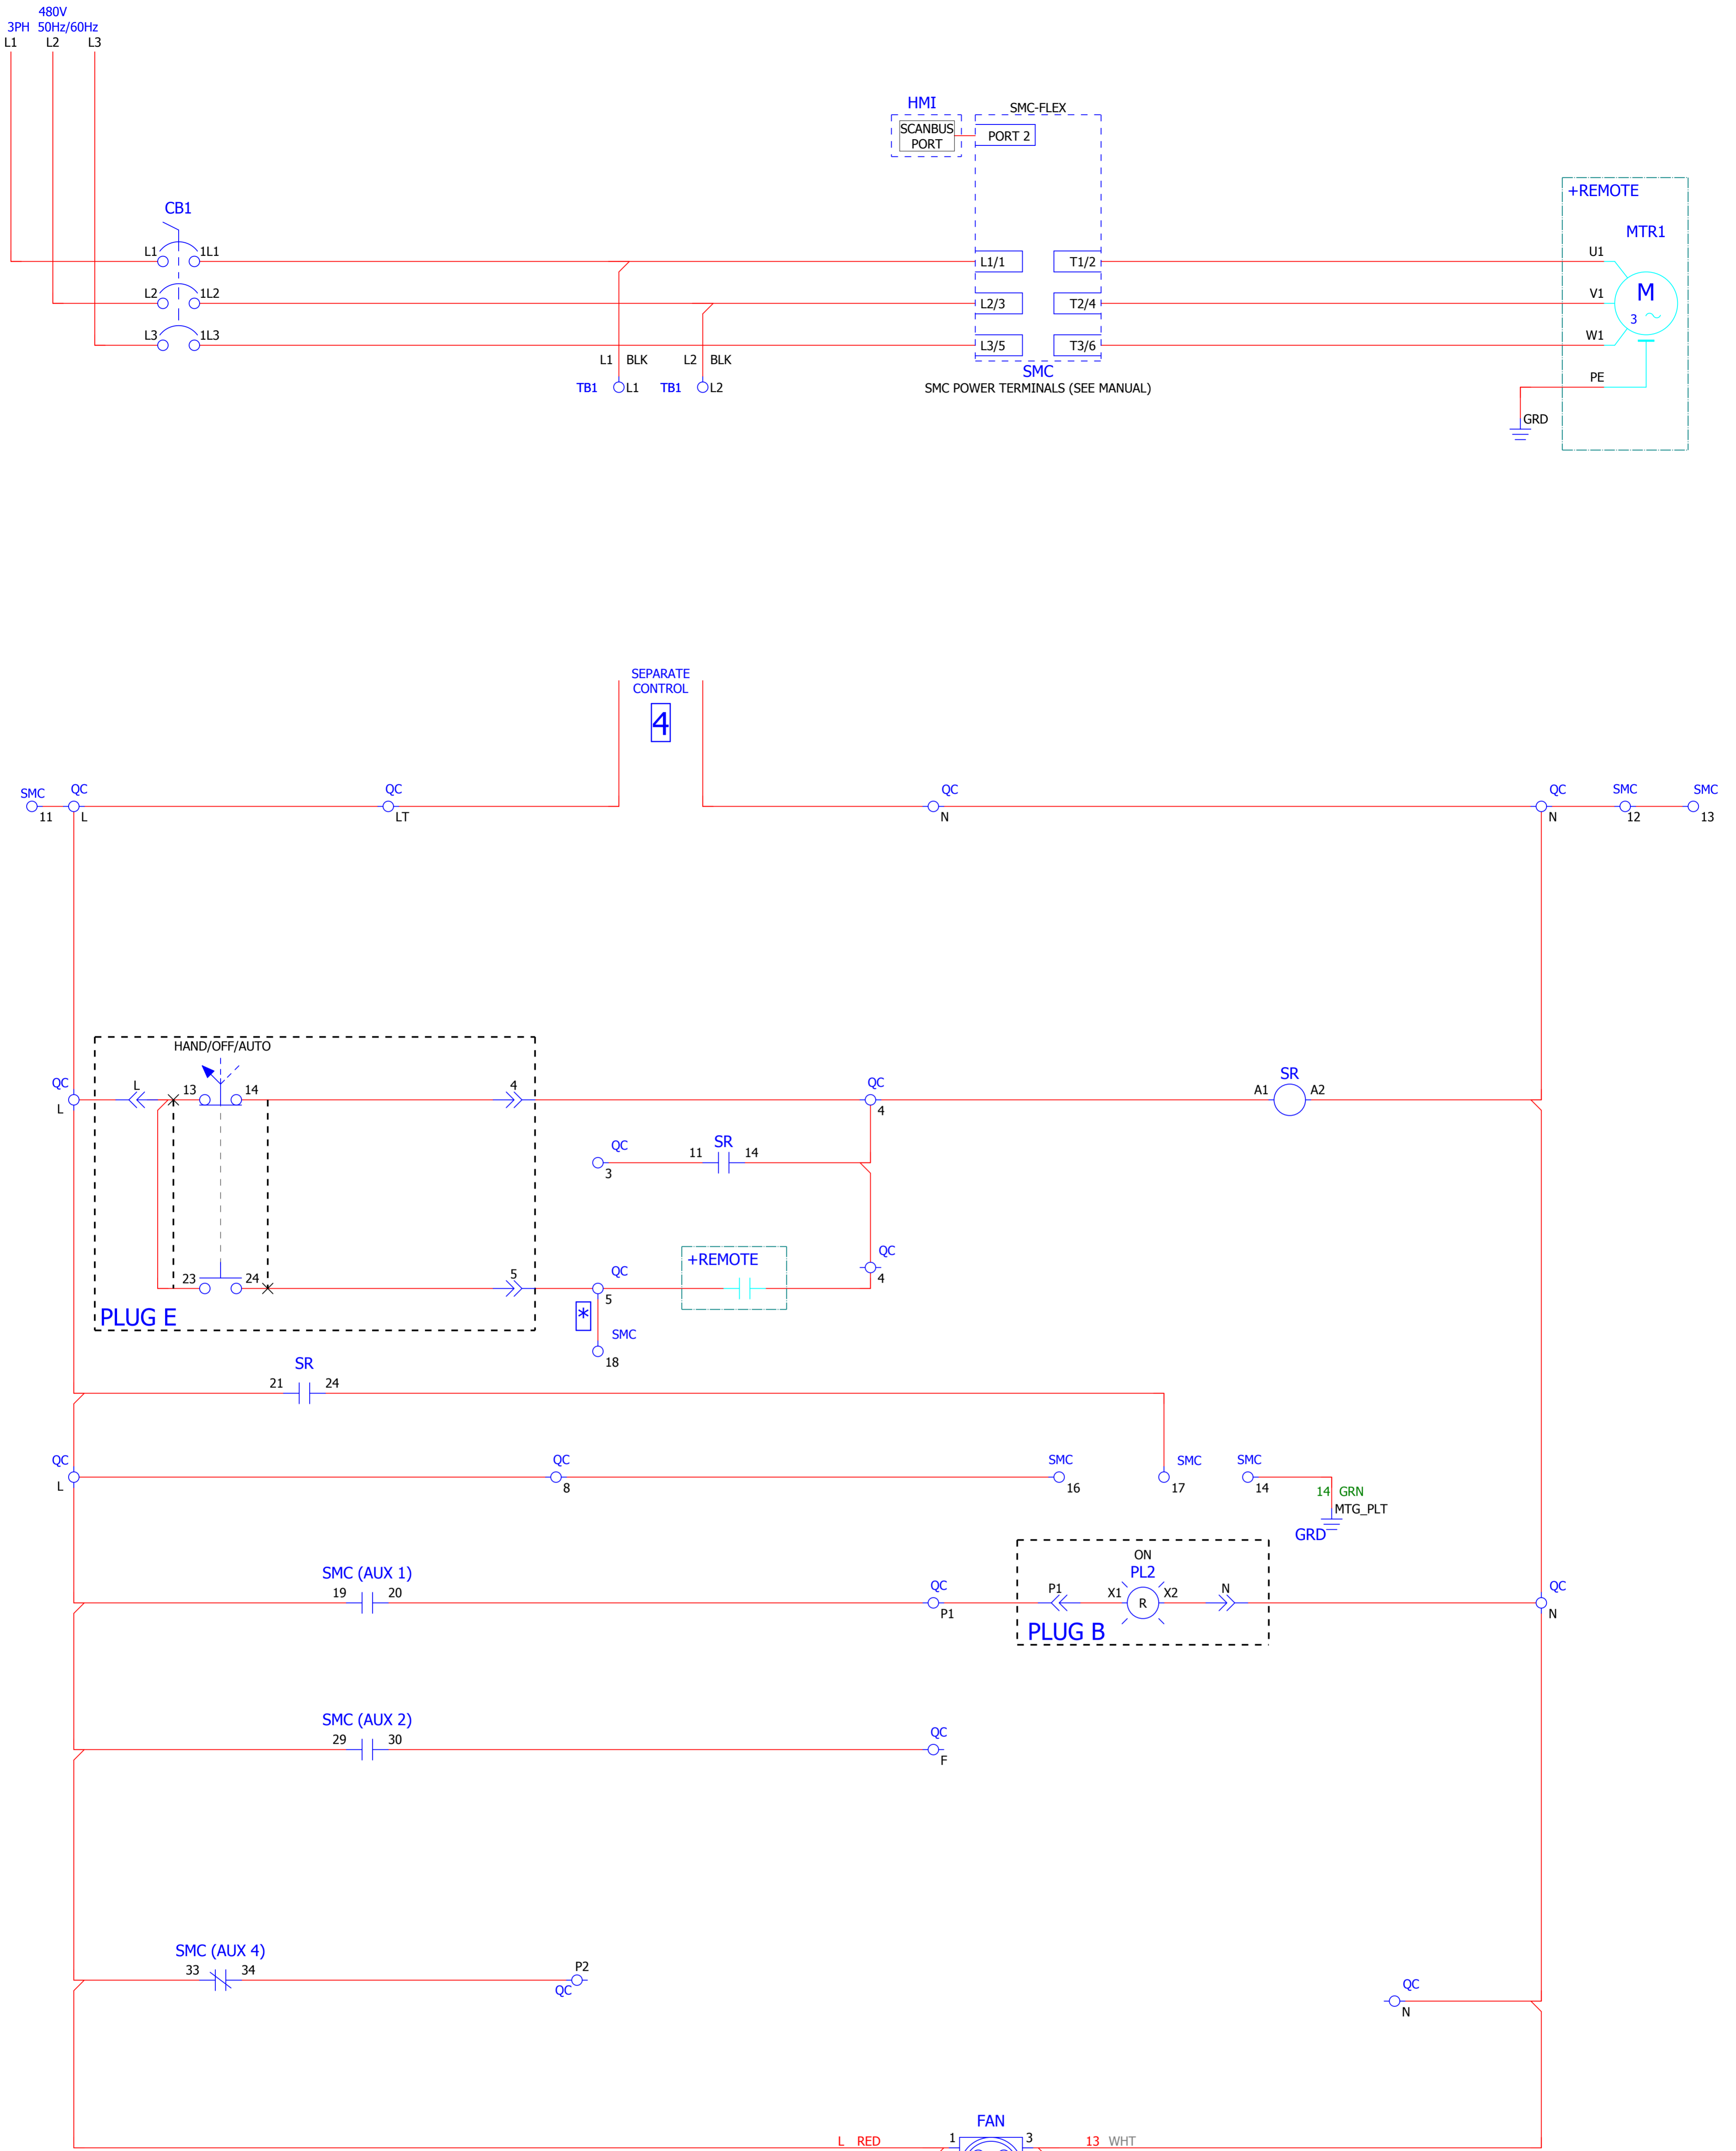 480V
3PH 50Hz/60Hz
L1 L2 L3
HMI
SMC-FLEX
SCANBUS
PORT
PORT 2
+REMOTE
CB1
MTR1
L1 1L1 L1/1 T1/2 U1
L2 1L2 L2/3 T2/4 V1
M
3
L3 1L3 L3/5 T3/6 W1
L1 BLK L2 BLK
SMC
PE
TB1 L1 TB1 L2
SMC POWER TERMINALS (SEE MANUAL)
GRD
SEPARATE
CONTROL
4
SMC QC QC QC QC SMC SMC
11 L LT N N 12 13
HAND/OFF/AUTO
QC L 13 14 4 QC SR
A1 A2
L 4
QC SR
11 14
3
+REMOTE QC
QC
23 24 5 4
5
*
PLUG E
SMC
18
SR
21 24
QC QC SMC SMC SMC
L 8 16 17 14
14 GRN
MTG_PLT
GRD
ON
SMC (AUX 1) PL2
19 20 QC P1 X1 X2 N QC
R
P1 N
PLUG B
SMC (AUX 2)
29 30 QC
F
SMC (AUX 4)
33 34 P2
QC QC
N
FAN
L RED 1 3 13 WHT